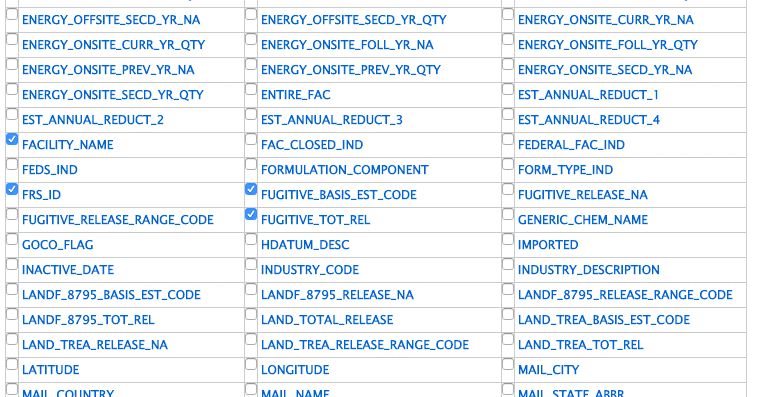 ENERGY_OFFSITE_SECD_YR_NA ENERGY_OFFSITE_SECD_YR_QTY ENERGY_ONSITE_CURR_YR_NA
ENERGY_ONSITE_CURR_YR_QTY ENERGY_ONSITE_FOLL_YR_NA ENERGY_ONSITE_FOLL_YR_QTY
ENERGY_ONSITE_PREV_YR_NA ENERGY_ONSITE_PREV_YR_QTY ENERGY_ONSITE_SECD_YR_NA
ENERGY_ONSITE_SECD_YR_QTY ENTIRE_FAC EST_ANNUAL_REDUCT_1
EST_ANNUAL_REDUCT_2 EST_ANNUAL_REDUCT_3 EST_ANNUAL_REDUCT_4
FACILITY_NAME FAC_CLOSED_IND FEDERAL_FAC_IND
FEDS_IND FORMULATION_COMPONENT FORM_TYPE_IND
FRS_ID FUGITIVE_BASIS_EST_CODE FUGITIVE_RELEASE_NA
FUGITIVE_RELEASE_RANGE_CODE FUGITIVE_TOT_REL GENERIC_CHEM_NAME
GOCO_FLAG HDATUM_DESC IMPORTED
INACTIVE_DATE INDUSTRY_CODE INDUSTRY_DESCRIPTION
LANDF_8795_BASIS_EST_CODE LANDF_8795_RELEASE_NA LANDF_8795_RELEASE_RANGE_CODE
LANDF_8795_TOT_REL LAND_TOTAL_RELEASE LAND_TREA_BASIS_EST_CODE
LAND_TREA_RELEASE_NA LAND_TREA_RELEASE_RANGE_CODE LAND_TREA_TOT_REL
LATITUDE LONGITUDE MAIL_CITY
MAIL_COUNTRY MAIL_NAME MAIL_STATE_ABBR